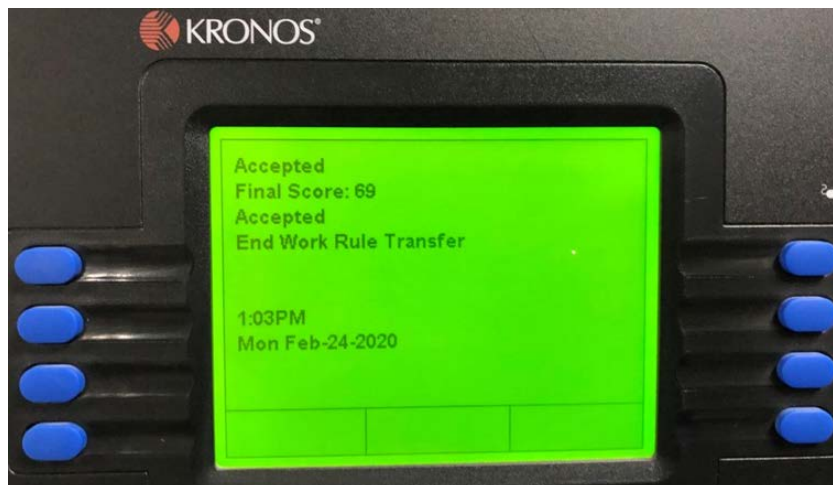 KRONOS®
Accepted
Final Score: 69
Accepted
End Work Rule Transfer
1:03PM
Mon Feb-24-2020